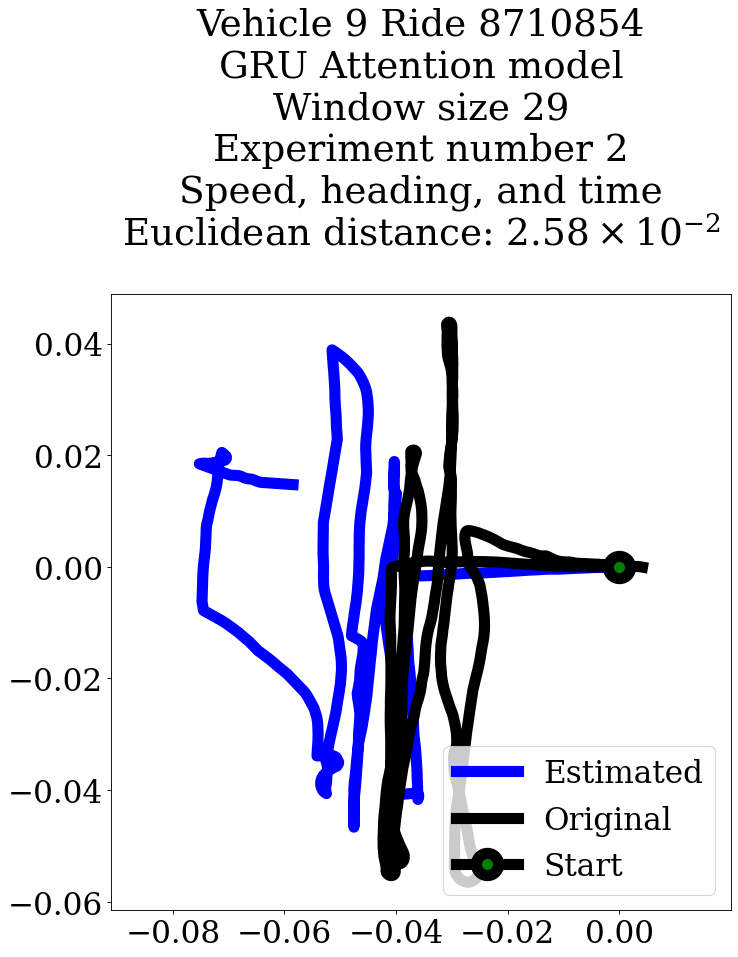 Vehicle 9 Ride 8710854
GRU Attention model
Window size 29
Experiment number 2
Speed, heading, and time
Euclidean distance: 2.58 × 10⁻²
0.04
0.02
0.00
−0.02
−0.04
−0.06
Estimated
Original
Start
−0.08 −0.06 −0.04 −0.02 0.00